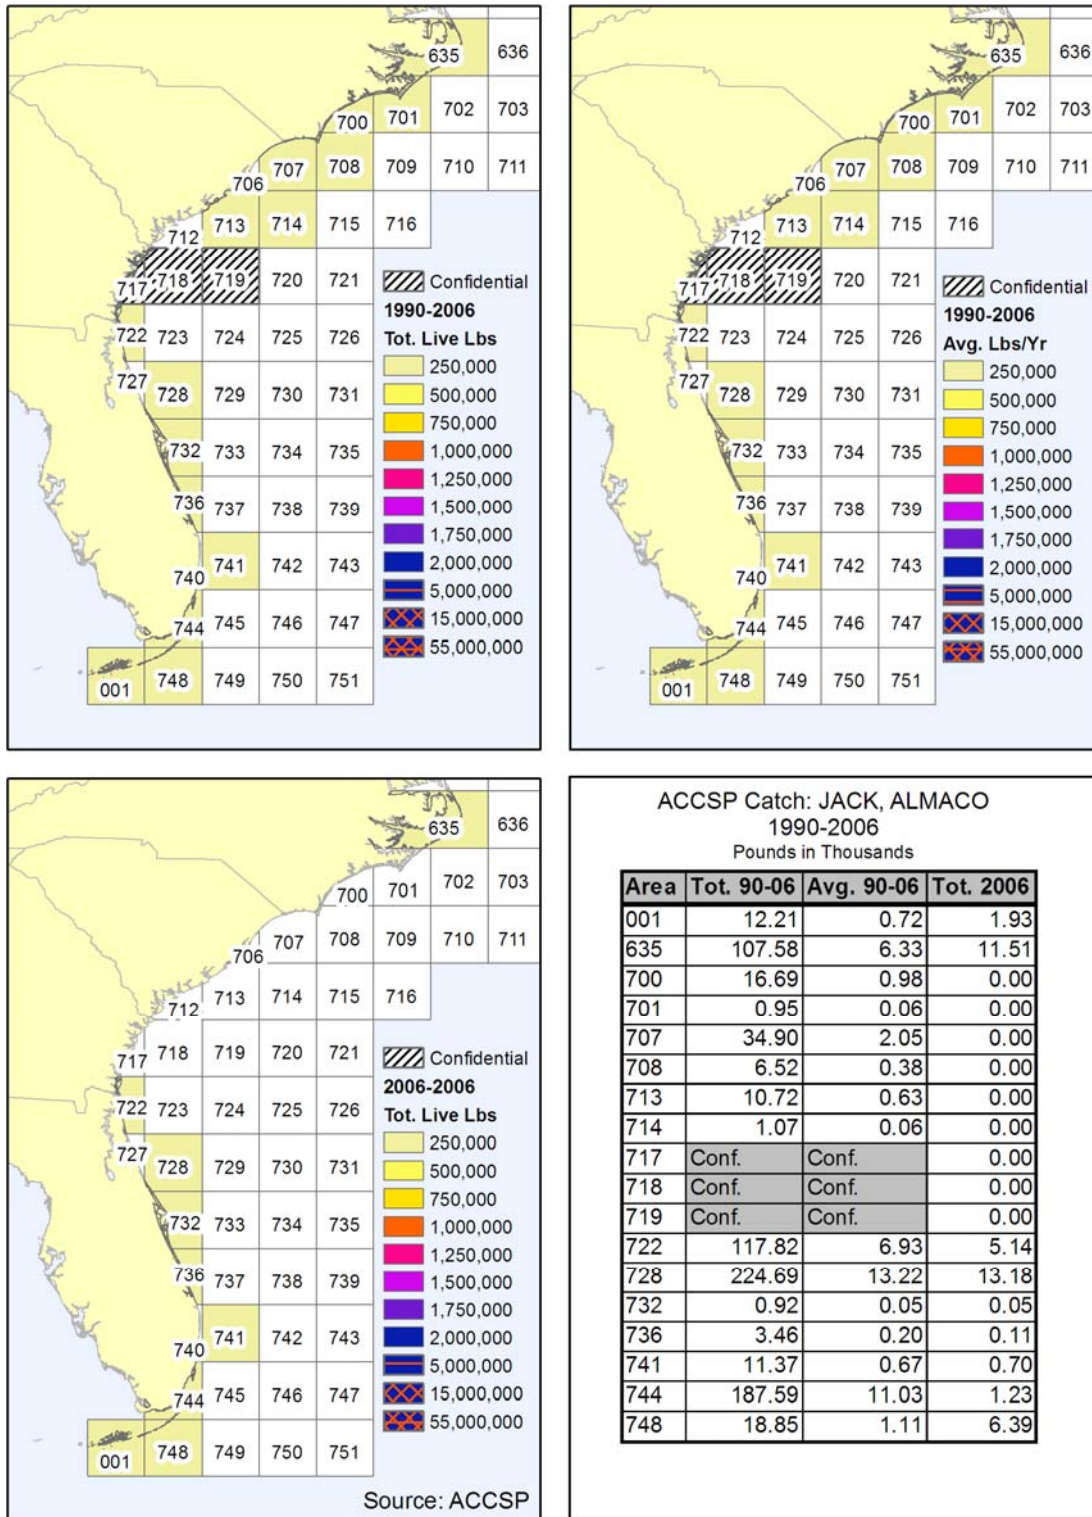 635 636
700 701 702 703
706 707 708 709 710 711
712 713 714 715 716
717 718 719 720 721
722 723 724 725 726
727 728 729 730 731
732 733 734 735
736 737 738 739
740 741 742 743
744 745 746 747
001 748 749 750 751
Confidential
1990-2006
Tot. Live Lbs
250,000
500,000
750,000
1,000,000
1,250,000
1,500,000
1,750,000
2,000,000
5,000,000
15,000,000
55,000,000
635 636
700 701 702 703
706 707 708 709 710 711
712 713 714 715 716
717 718 719 720 721
722 723 724 725 726
727 728 729 730 731
732 733 734 735
736 737 738 739
740 741 742 743
744 745 746 747
001 748 749 750 751
Confidential
1990-2006
Avg. Lbs/Yr
250,000
500,000
750,000
1,000,000
1,250,000
1,500,000
1,750,000
2,000,000
5,000,000
15,000,000
55,000,000
635 636
700 701 702 703
706 707 708 709 710 711
712 713 714 715 716
717 718 719 720 721
722 723 724 725 726
727 728 729 730 731
732 733 734 735
736 737 738 739
740 741 742 743
744 745 746 747
001 748 749 750 751
Confidential
2006-2006
Tot. Live Lbs
250,000
500,000
750,000
1,000,000
1,250,000
1,500,000
1,750,000
2,000,000
5,000,000
15,000,000
55,000,000
Source: ACCSP
ACCSP Catch: JACK, ALMACO
1990-2006
Pounds in Thousands
Area Tot. 90-06 Avg. 90-06 Tot. 2006
001 12.21 0.72 1.93
635 107.58 6.33 11.51
700 16.69 0.98 0.00
701 0.95 0.06 0.00
707 34.90 2.05 0.00
708 6.52 0.38 0.00
713 10.72 0.63 0.00
714 1.07 0.06 0.00
717 Conf. Conf. 0.00
718 Conf. Conf. 0.00
719 Conf. Conf. 0.00
722 117.82 6.93 5.14
728 224.69 13.22 13.18
732 0.92 0.05 0.05
736 3.46 0.20 0.11
741 11.37 0.67 0.70
744 187.59 11.03 1.23
748 18.85 1.11 6.39